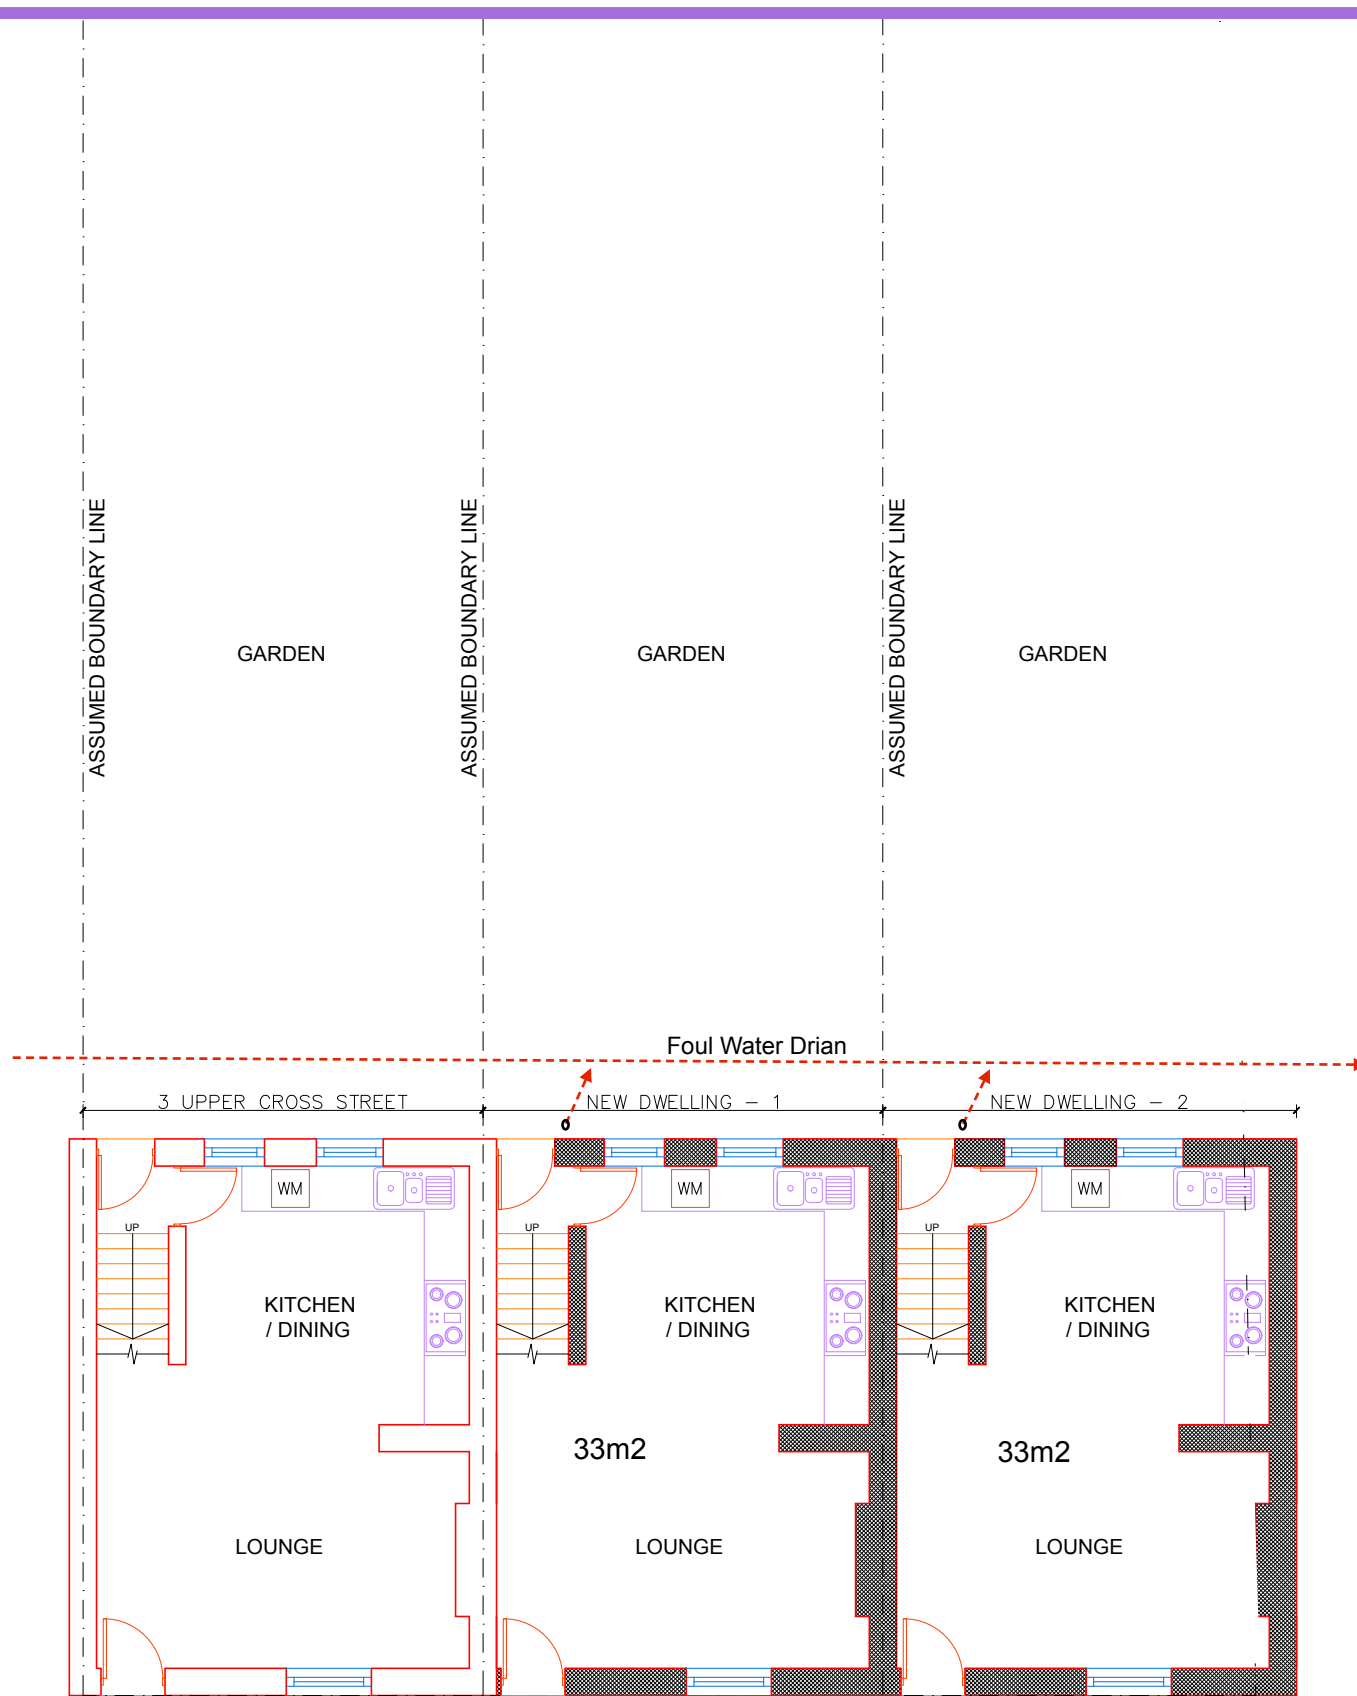 ASSUMED BOUNDARY LINE
ASSUMED BOUNDARY LINE
ASSUMED BOUNDARY LINE
GARDEN
GARDEN
GARDEN
Foul Water Drian
3 UPPER CROSS STREET
NEW DWELLING - 1
NEW DWELLING - 2
WM
WM
WM
UP
UP
UP
KITCHEN
/ DINING
KITCHEN
/ DINING
KITCHEN
/ DINING
33m2
33m2
LOUNGE
LOUNGE
LOUNGE